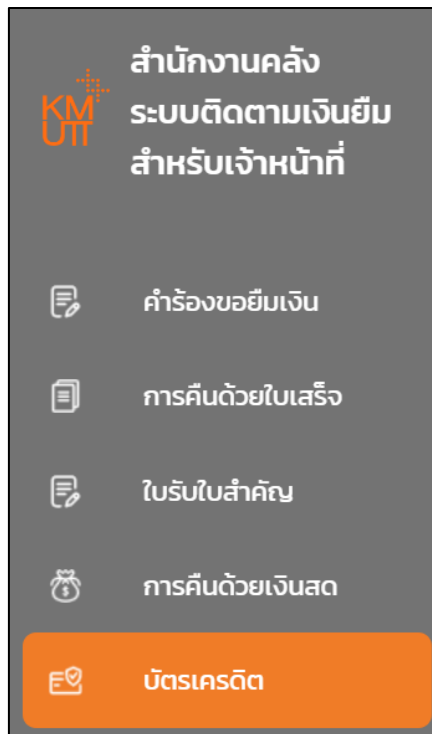 สำนักงานคลัง
KM
UTT
ระบบติดตามเงินยืม
สำหรับเจ้าหน้าที่
คำร้องขอยืมเงิน
การคืนด้วยใบเสร็จ
ใบรับใบสำคัญ
การคืนด้วยเงินสด
บัตรเครดิต